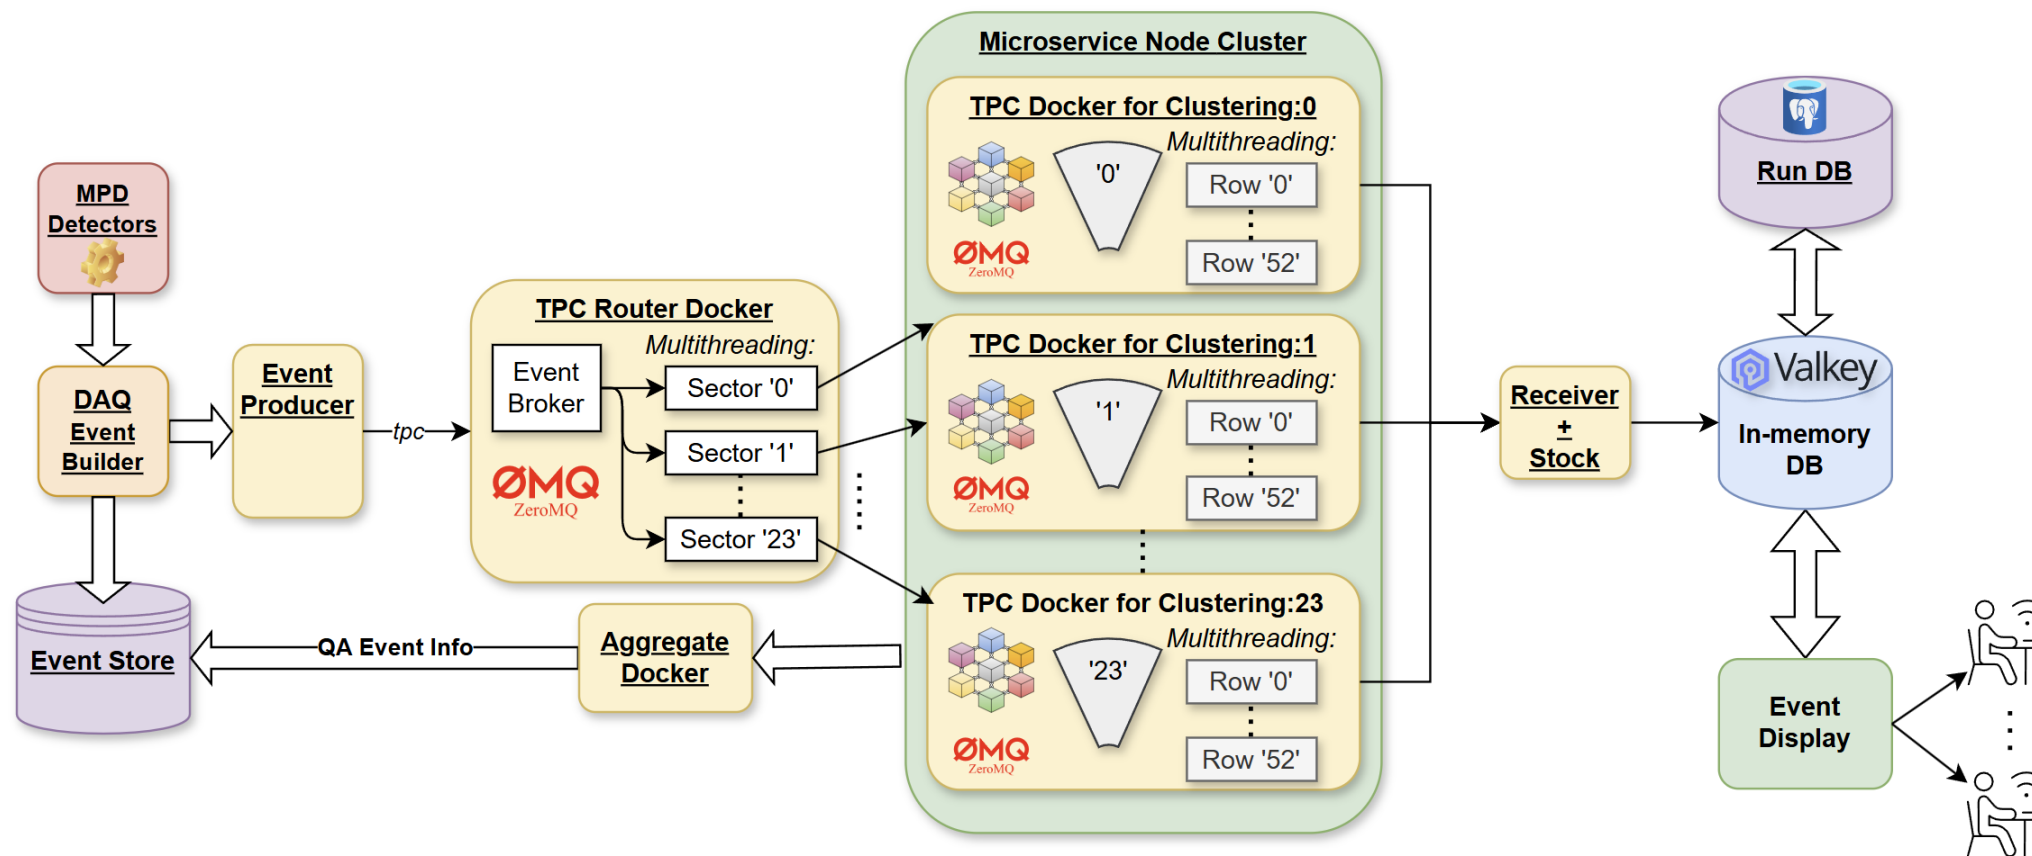 MPD
Detectors
DAQ
Event
Builder
Event Store
Event
Producer
tpc
TPC Router Docker
Multithreading:
Event
Broker
Sector '0'
Sector '1'
Sector '23'
ØMQ
ZeroMQ
QA Event Info
Aggregate
Docker
Microservice Node Cluster
TPC Docker for Clustering:0
Multithreading:
'0'
Row '0'
Row '52'
ØMQ
ZeroMQ
TPC Docker for Clustering:1
Multithreading:
'1'
Row '0'
Row '52'
ØMQ
ZeroMQ
TPC Docker for Clustering:23
Multithreading:
'23'
Row '0'
Row '52'
ØMQ
ZeroMQ
Receiver
+
Stock
Run DB
Valkey
In-memory
DB
Event
Display